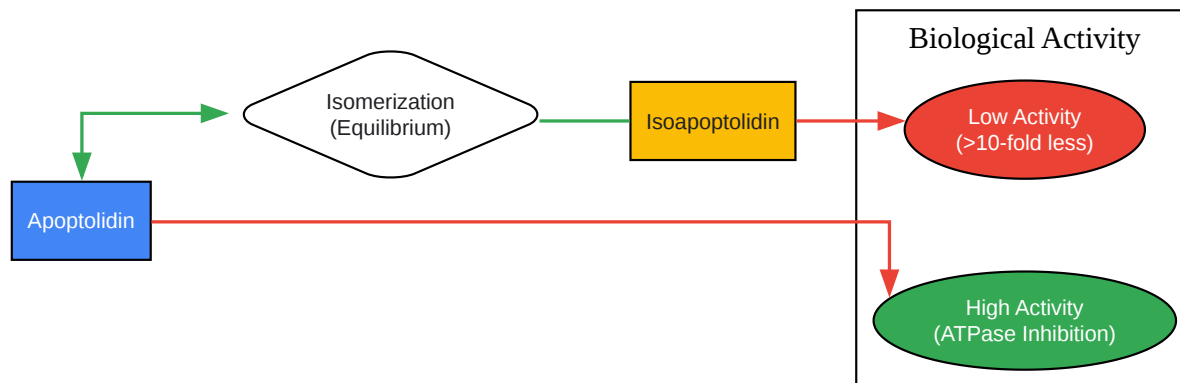 Biological Activity
Isomerization
(Equilibrium)
Isoapoptolidin
Low Activity
(>10-fold less)
Apoptolidin
High Activity
(ATPase Inhibition)